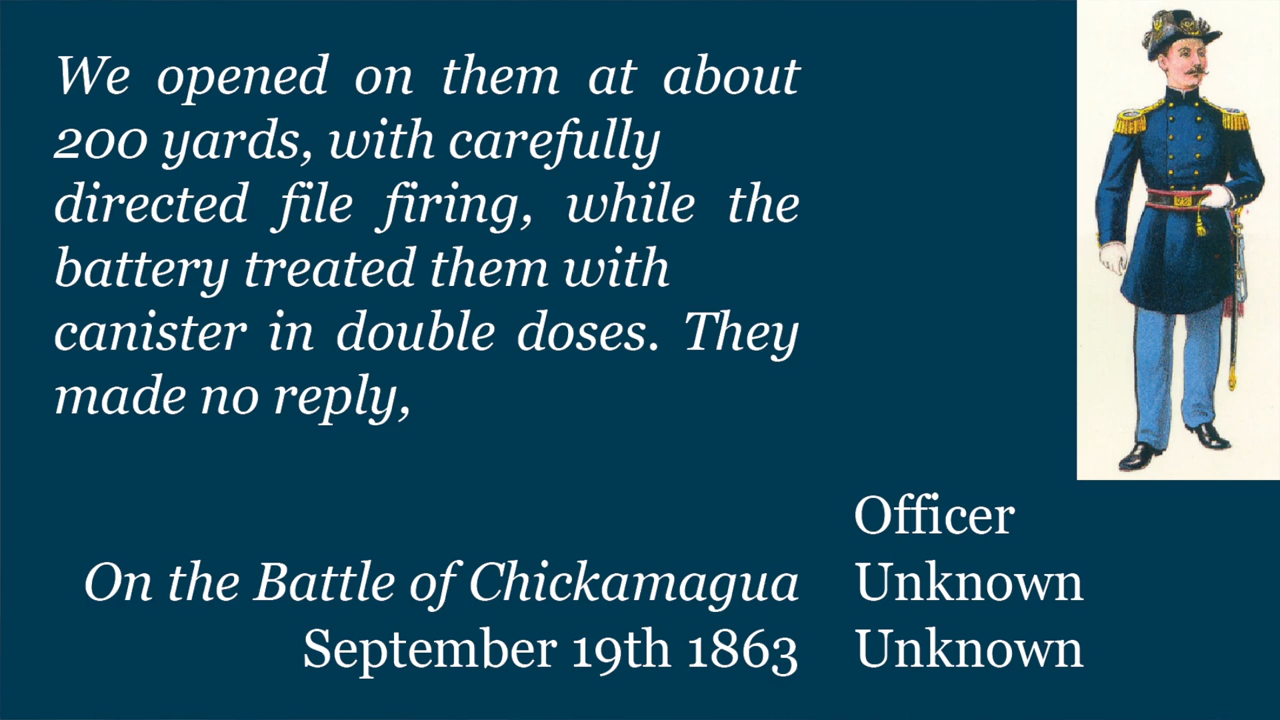 We opened on them at about
200 yards, with carefully
directed file firing, while the
battery treated them with
canister in double doses. They
made no reply,
Officer
On the Battle of Chickamagua
Unknown
September 19th 1863
Unknown